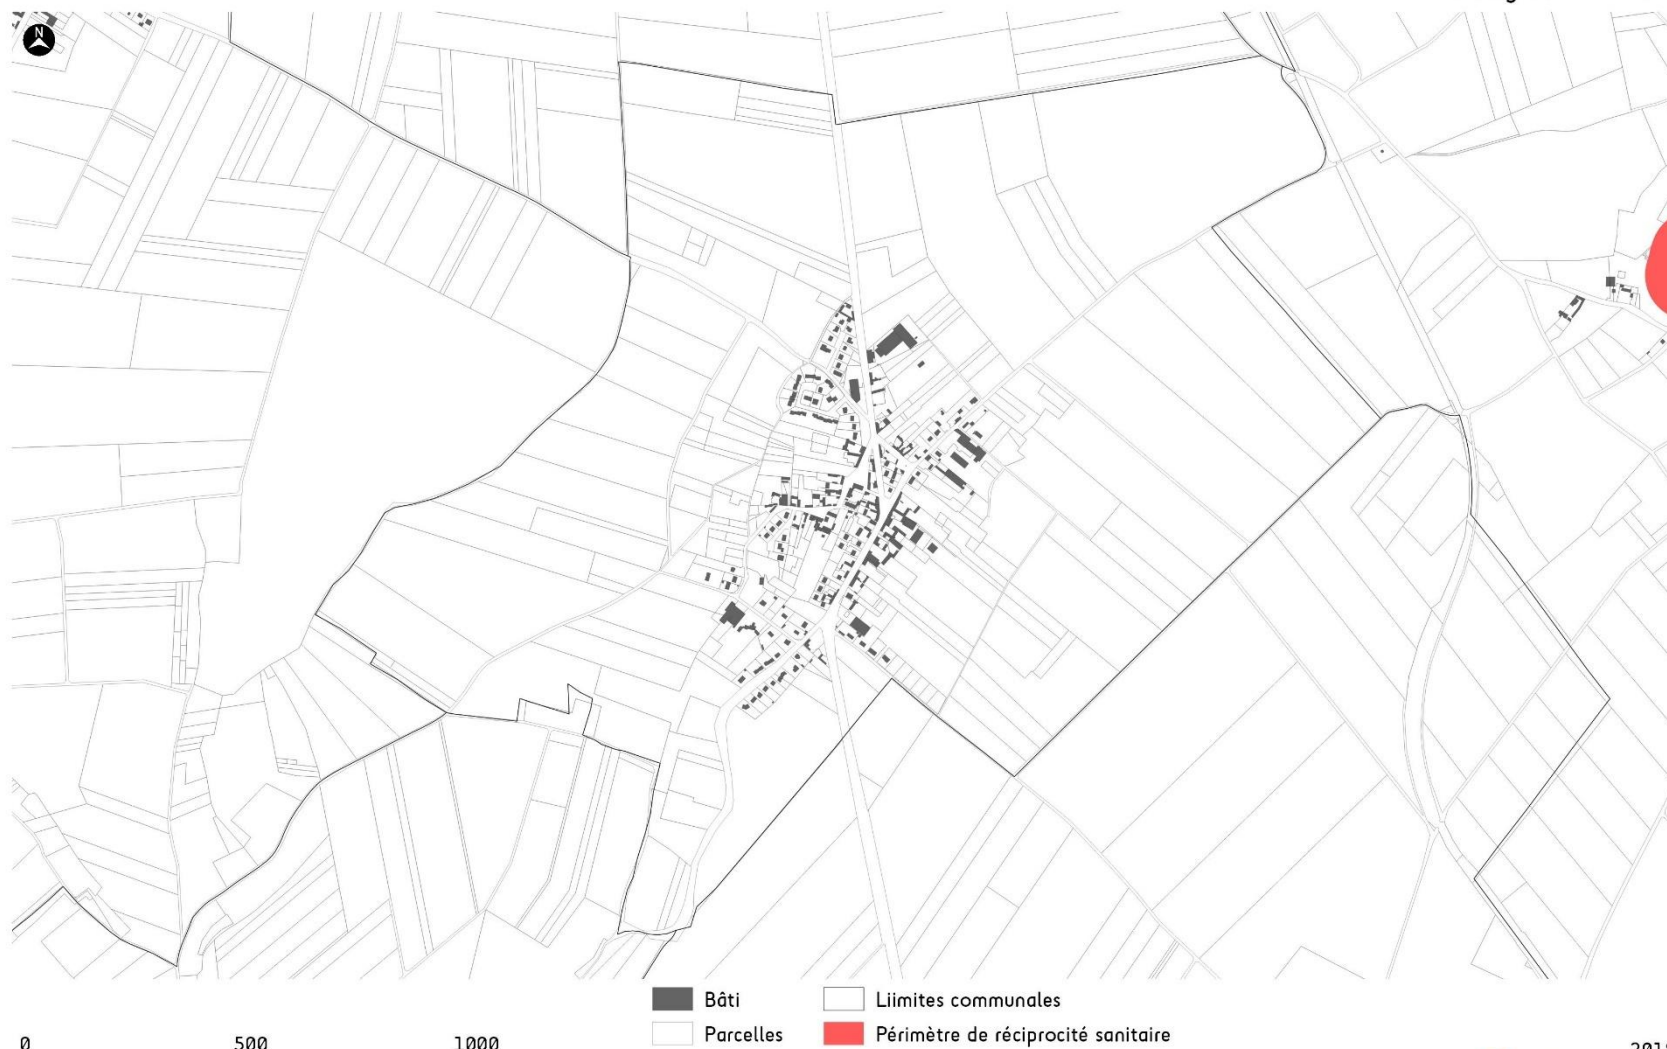 N
Bâti
Liimites communales
Parcelles
Périmètre de réciprocité sanitaire
0 500 1000